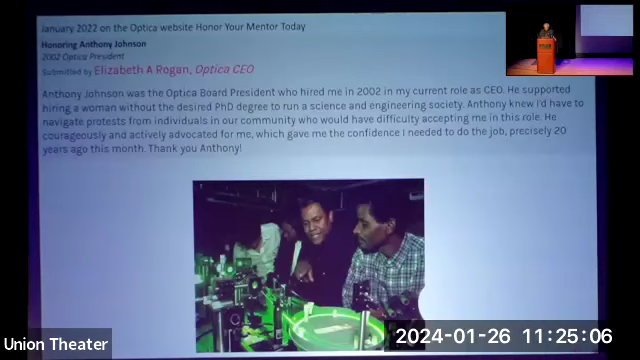 January 2022 on the Optica website Honor Your Mentor Today
Honoring Anthony Johnson
2002 Optica President
Submitted by Elizabeth A Rogan, Optica CEO
Anthony Johnson was the Optica Board President who hired me in 2002 in my current role as CEO. He supported
hiring a woman without the desired PhD degree to run a science and engineering society. Anthony knew I'd have to
navigate protests from individuals in our community who would have difficulty accepting me in this role. He
courageously and actively advocated for me, which gave me the confidence I needed to do the job, precisely 20
years ago this month. Thank you Anthony!
Union Theater
2024-01-26 11:25:06